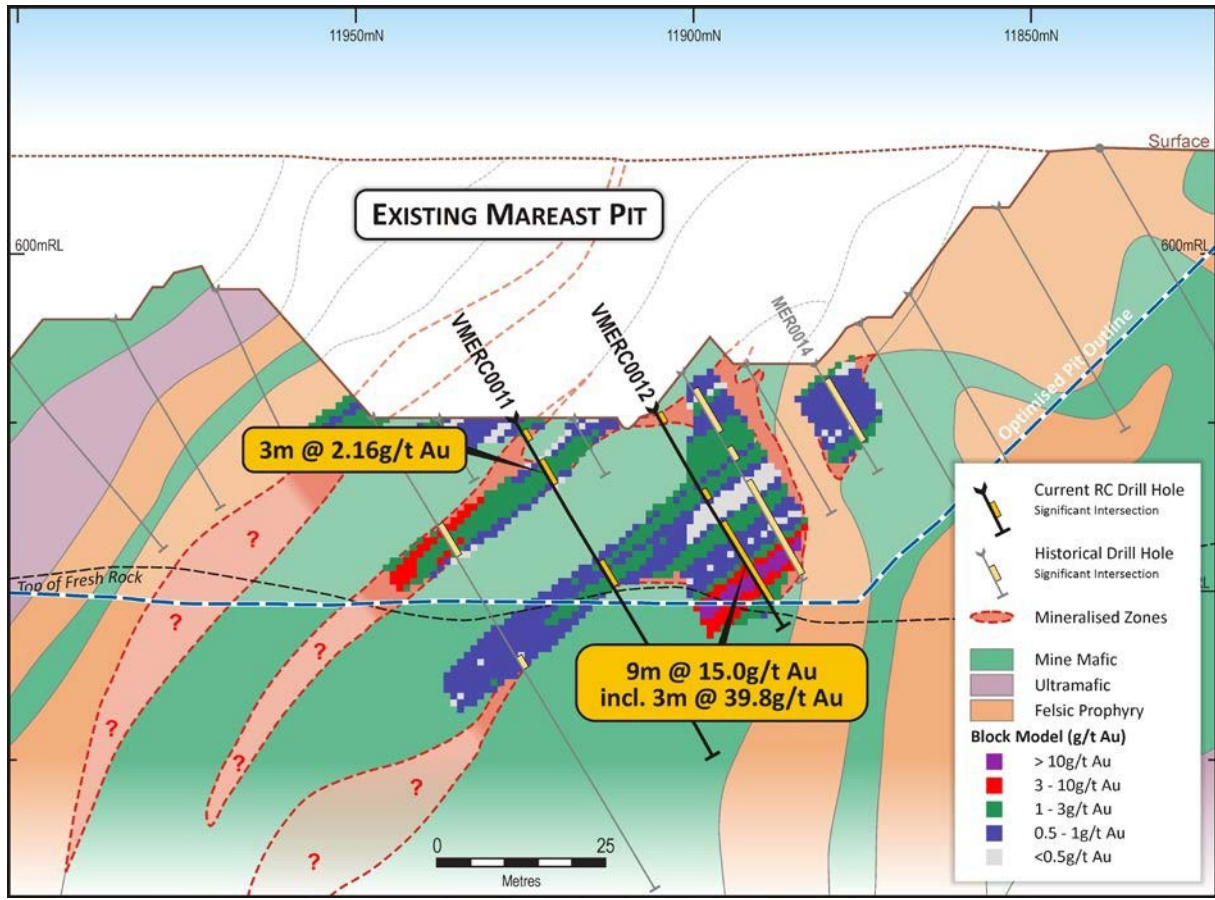 11950mN
11900mN
11850mN
Surface
EXISTING MAREAST PIT
600mRL
600mRL
VMERC0011
VMERC0012
MER0014
Optimised Pit Outline
3m @ 2.16g/t Au
Top of Fresh Rock
?
?
?
?
?
?
?
9m @ 15.0g/t Au
incl. 3m @ 39.8g/t Au
0
25
Metres
Current RC Drill Hole
Significant Intersection
Historical Drill Hole
Significant Intersection
Mineralised Zones
Mine Mafic
Ultramafic
Felsic Prophyry
Block Model (g/t Au)
> 10g/t Au
3 - 10g/t Au
1 - 3g/t Au
0.5 - 1g/t Au
<0.5g/t Au